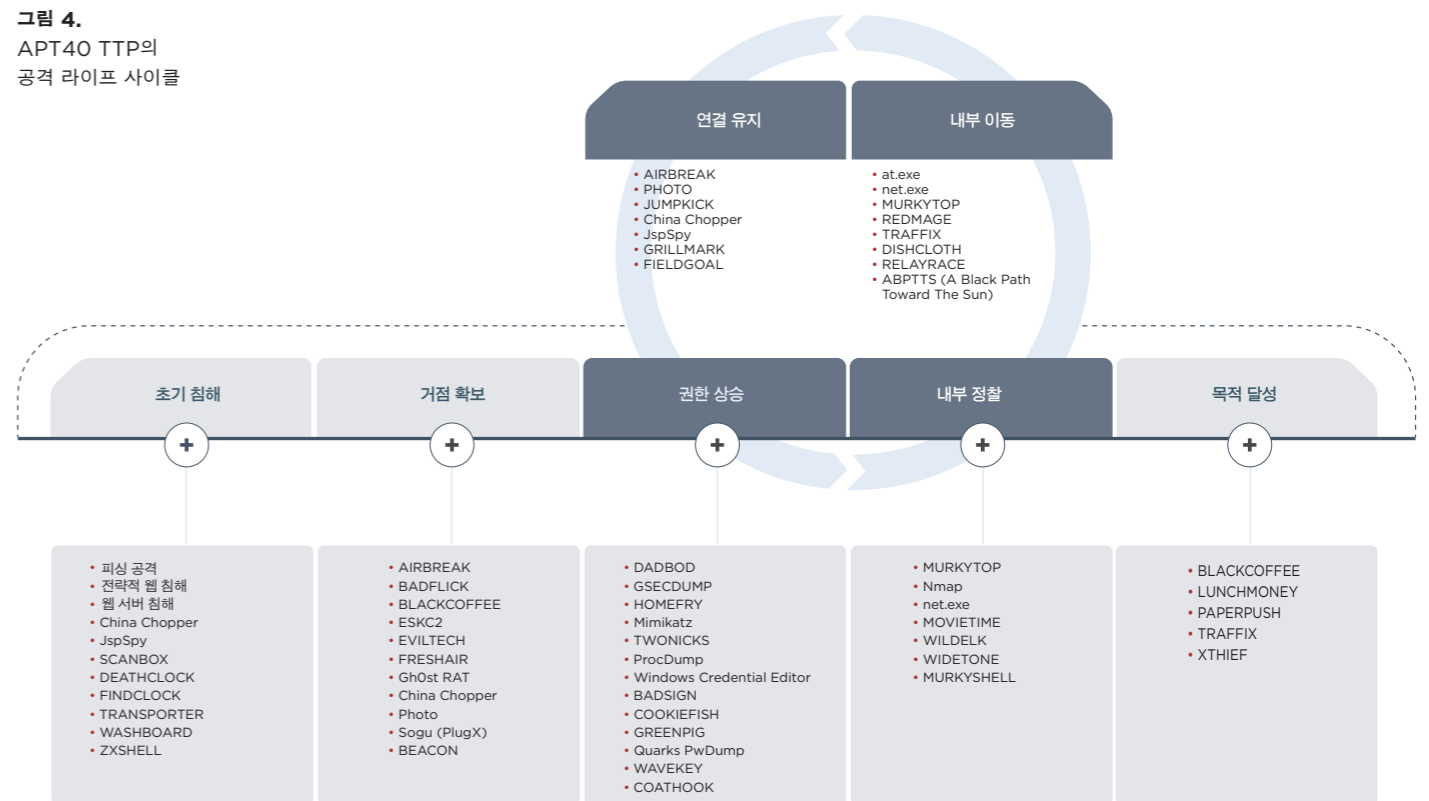 그림 4.
APT40 TTP의
공격 라이프 사이클
연결 유지
• AIRBREAK
• PHOTO
• JUMPKICK
• China Chopper
• JspSpy
• GRILLMARK
• FIELDGOAL
내부 이동
• at.exe
• net.exe
• MURKYTOP
• REDMAGE
• TRAFFIX
• DISHCLOTH
• RELAYRACE
• ABPTTS (A Black Path
Toward The Sun)
초기 침해
거점 확보
권한 상승
내부 정찰
목적 달성
• 피싱 공격
• 전략적 웹 침해
• 웹 서버 침해
• China Chopper
• JspSpy
• SCANBOX
• DEATHCLOCK
• FINDCLOCK
• TRANSPORTER
• WASHBOARD
• ZXSHELL
• AIRBREAK
• BADFLICK
• BLACKCOFFEE
• ESKC2
• EVILTECH
• FRESHAIR
• Gh0st RAT
• China Chopper
• Photo
• Sogu (PlugX)
• BEACON
• DADBOD
• GSECDUMP
• HOMEFRY
• Mimikatz
• TWONICKS
• ProcDump
• Windows Credential Editor
• BADSIGN
• COOKIEFISH
• GREENPIG
• Quarks PwDump
• WAVEKEY
• COATHOOK
• MURKYTOP
• Nmap
• net.exe
• MOVIETIME
• WILDELK
• WIDETONE
• MURKYSHELL
• BLACKCOFFEE
• LUNCHMONEY
• PAPERPUSH
• TRAFFIX
• XTHIEF